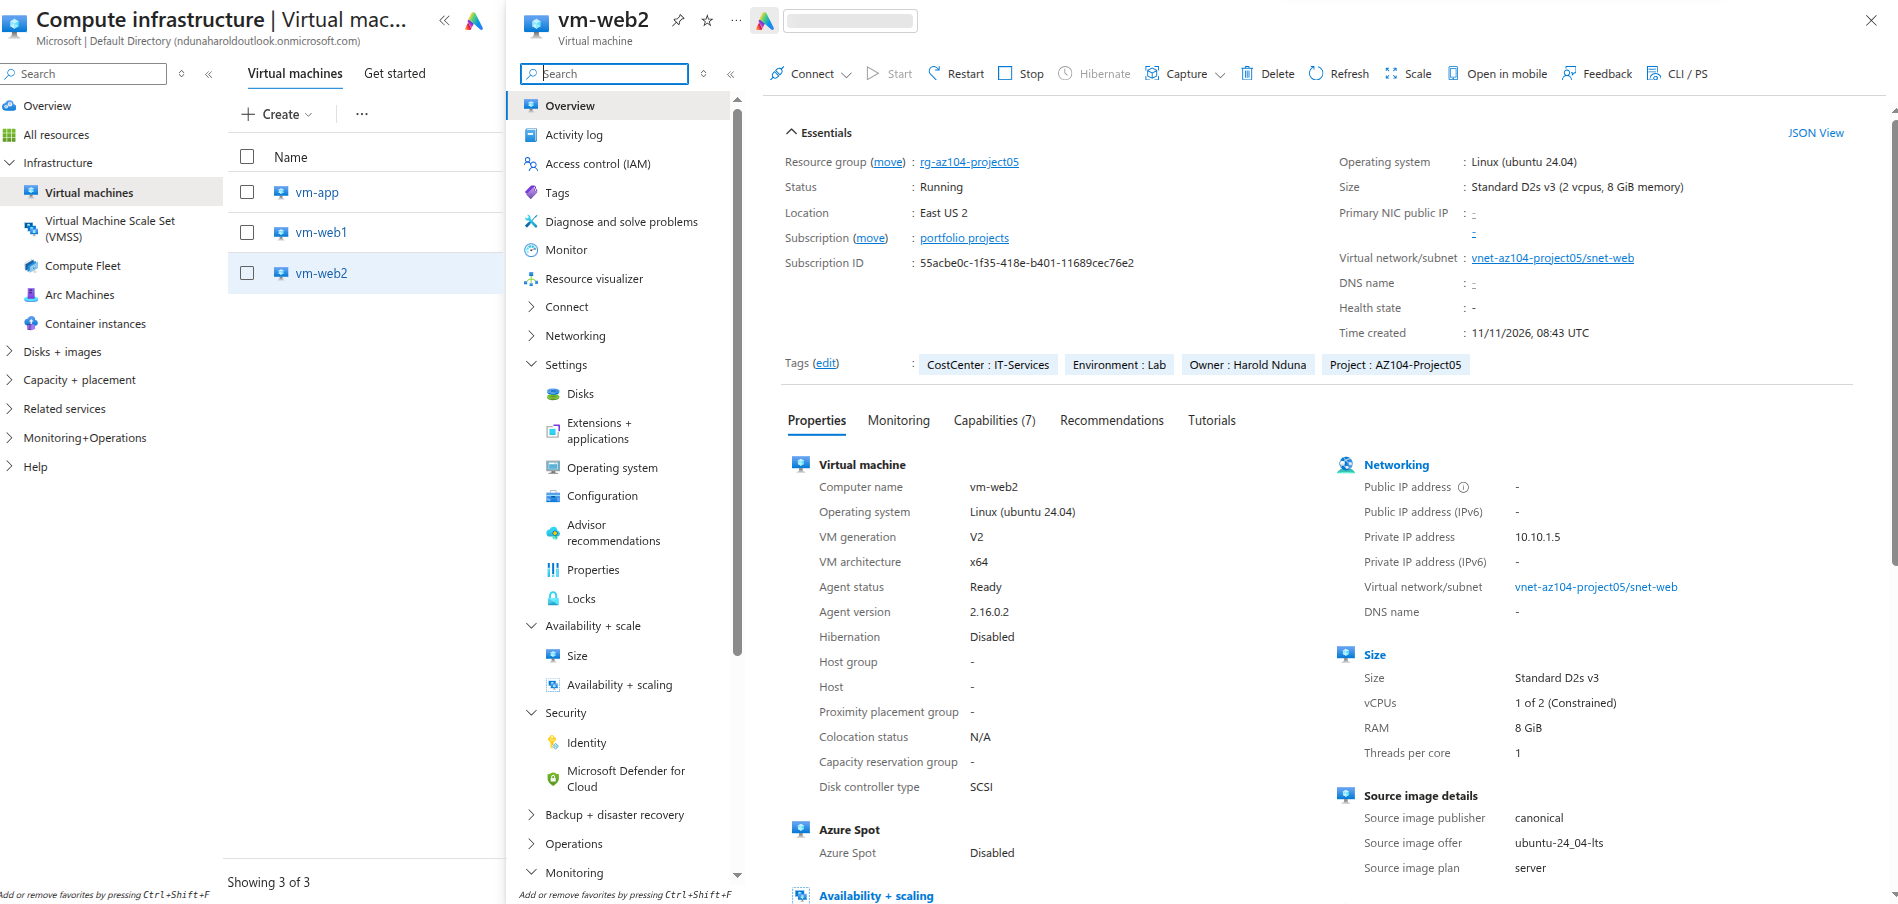 Compute infrastructure | Virtual mac...
Microsoft | Default Directory (ndunaharoldoutlook.onmicrosoft.com)
Search
Overview
All resources
Infrastructure
Virtual machines
Virtual Machine Scale Set
(VMSS)
Compute Fleet
Arc Machines
Container instances
Disks + images
Capacity + placement
Related services
Monitoring+Operations
Help
Add or remove favorites by pressing Ctrl+Shift+F
Virtual machines Get started
Create ...
Name
vm-app
vm-web1
vm-web2
Showing 3 of 3
vm-web2 ...
Virtual machine
Search
Overview
Activity log
Access control (IAM)
Tags
Diagnose and solve problems
Monitor
Resource visualizer
Connect
Networking
Settings
Disks
Extensions +
applications
Operating system
Configuration
Advisor
recommendations
Properties
Locks
Availability + scale
Size
Availability + scaling
Security
Identity
Microsoft Defender for
Cloud
Backup + disaster recovery
Operations
Monitoring
Add or remove favorites by pressing Ctrl+Shift+F
Connect Start Restart Stop Hibernate Capture Delete Refresh Scale Open in mobile Feedback CLI / PS
Essentials JSON View
Resource group (move) : rg-az104-project05
Status : Running
Location : East US 2
Subscription (move) : portfolio projects
Subscription ID : 55acbe0c-1f35-418e-b401-11689cec76e2
Operating system : Linux (ubuntu 24.04)
Size : Standard D2s v3 (2 vcpus, 8 GiB memory)
Primary NIC public IP : -
-
Virtual network/subnet : vnet-az104-project05/snet-web
DNS name : -
Health state : -
Time created : 11/11/2026, 08:43 UTC
Tags (edit) : CostCenter : IT-Services Environment : Lab Owner : Harold Nduna Project : AZ104-Project05
Properties Monitoring Capabilities (7) Recommendations Tutorials
Virtual machine
Computer name vm-web2
Operating system Linux (ubuntu 24.04)
VM generation V2
VM architecture x64
Agent status Ready
Agent version 2.16.0.2
Hibernation Disabled
Host group -
Host -
Proximity placement group -
Colocation status N/A
Capacity reservation group -
Disk controller type SCSI
Azure Spot
Azure Spot Disabled
Availability + scaling
Networking
Public IP address -
Public IP address (IPv6) -
Private IP address 10.10.1.5
Private IP address (IPv6) -
Virtual network/subnet vnet-az104-project05/snet-web
DNS name -
Size
Size Standard D2s v3
vCPUs 1 of 2 (Constrained)
RAM 8 GiB
Threads per core 1
Source image details
Source image publisher canonical
Source image offer ubuntu-24_04-lts
Source image plan server